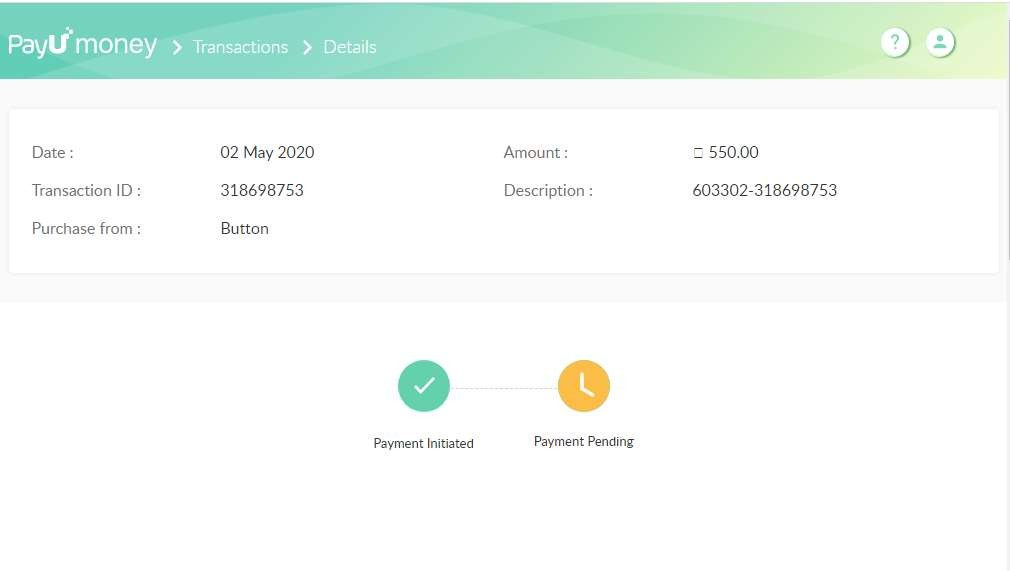 PayU money > Transactions > Details ?
Date : 02 May 2020 Amount : □ 550.00
Transaction ID : 318698753 Description : 603302-318698753
Purchase from : Button
Payment Initiated Payment Pending